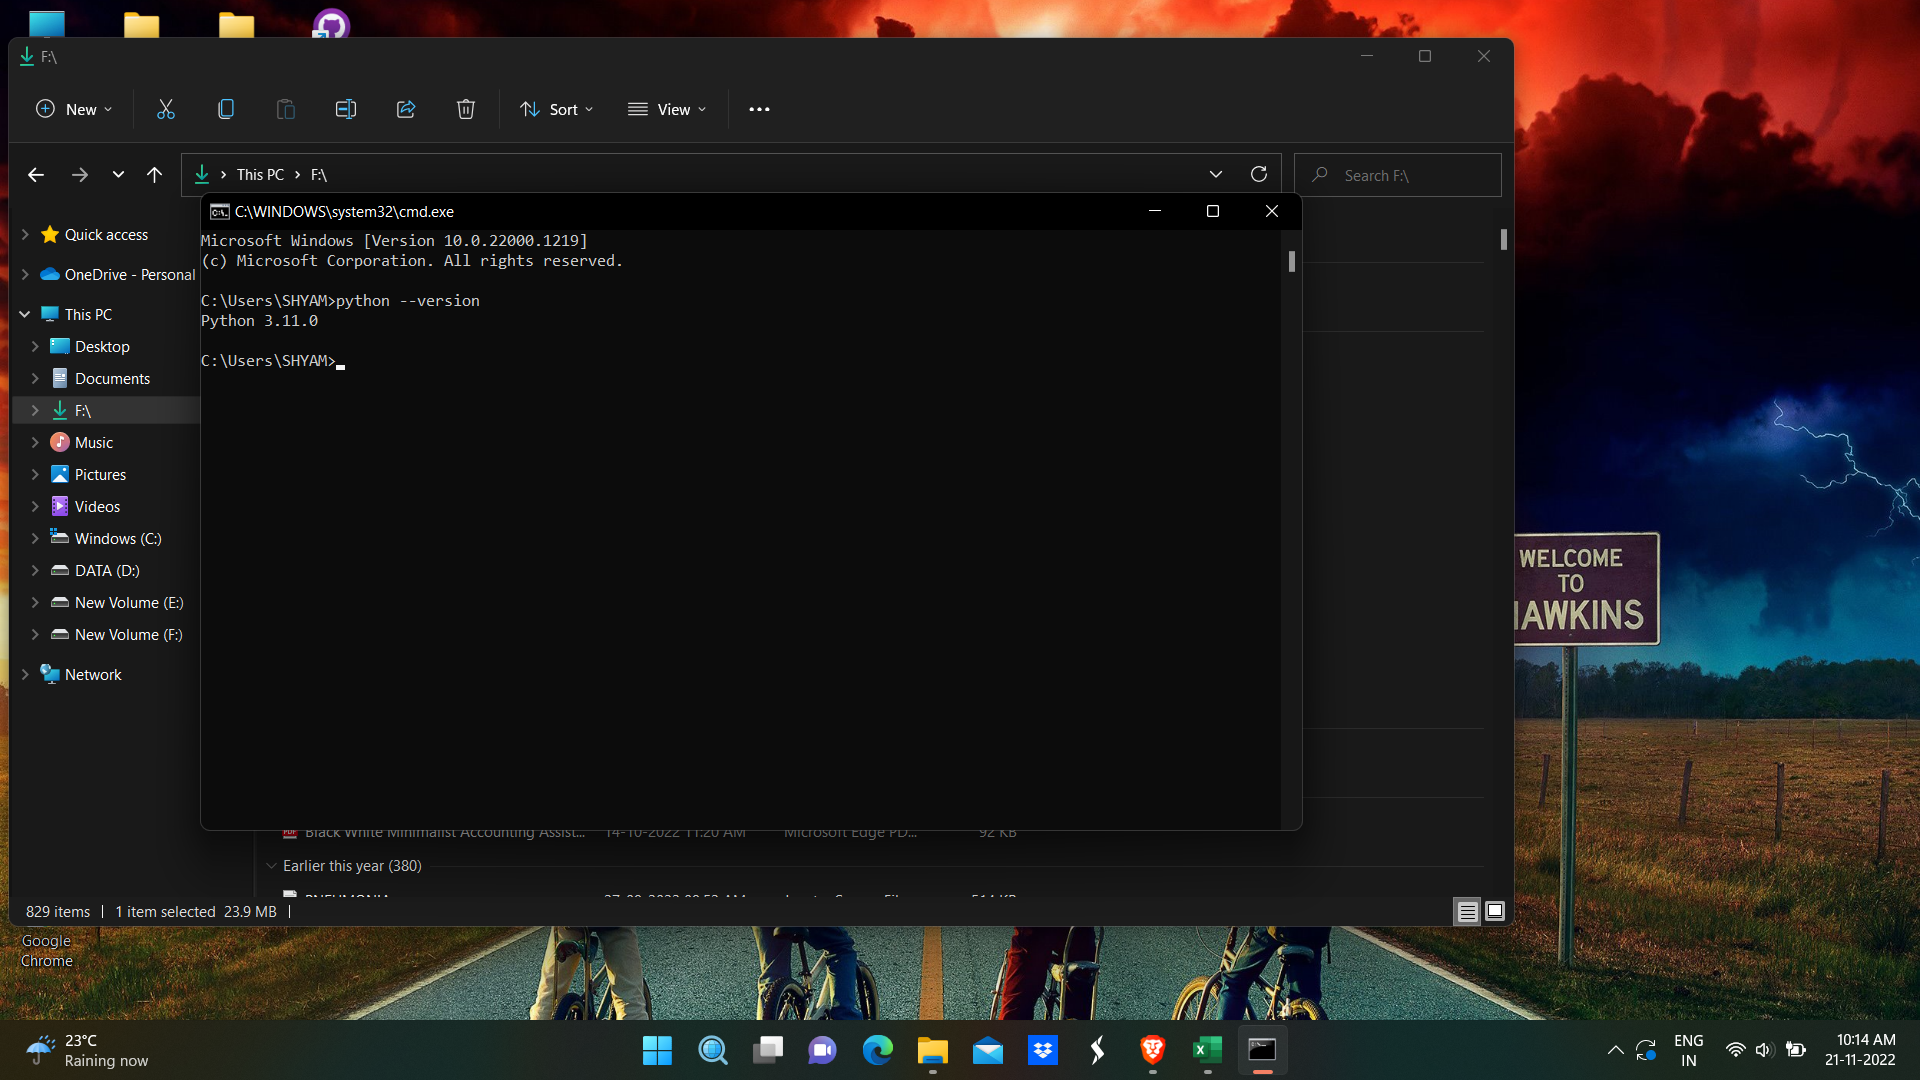 F:\
New
Sort
View
This PC
F:\
Search F:\
C:\WINDOWS\system32\cmd.exe
Microsoft Windows [Version 10.0.22000.1219]
(c) Microsoft Corporation. All rights reserved.
C:\Users\SHYAM>python --version
Python 3.11.0
C:\Users\SHYAM>
Quick access
OneDrive - Personal
This PC
Desktop
Documents
F:\
Music
Pictures
Videos
Windows (C:)
DATA (D:)
New Volume (E:)
New Volume (F:)
Network
WELCOME
TO
HAWKINS
Black White Minimalist Accounting Assist... 14-10-2022 11:20 AM Microsoft Edge PD... 92 KB
Earlier this year (380)
PNEUMONIA
829 items 1 item selected 23.9 MB
Google
Chrome
23°C
Raining now
ENG
IN
10:14 AM
21-11-2022